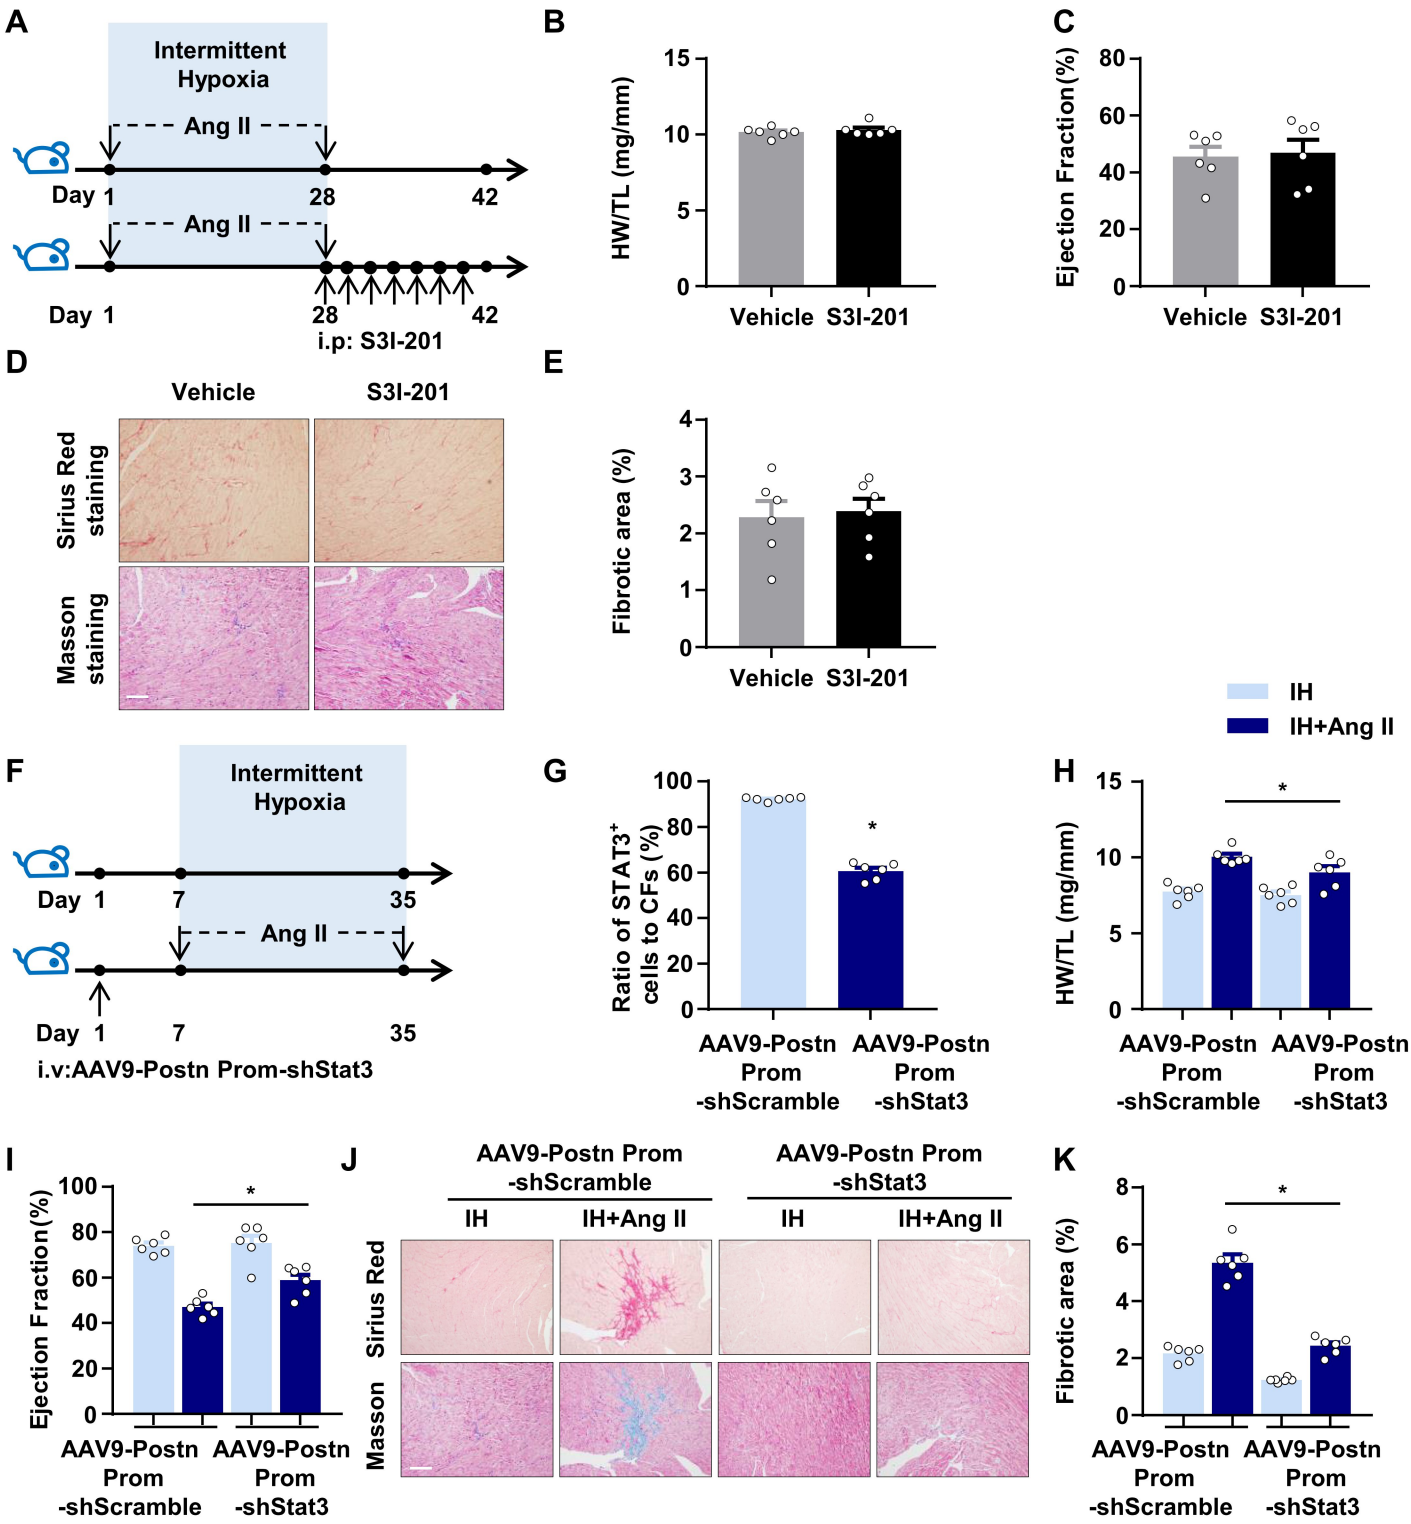 A
Intermittent
Hypoxia
Ang II
Day 1
28
42
Ang II
Day 1
28
42
i.p: S3I-201
B
HW/TL (mg/mm)
15
10
5
0
Vehicle S3I-201
C
Ejection Fraction(%)
80
60
40
20
0
Vehicle S3I-201
D
Vehicle
S3I-201
Sirius Red
staining
Masson
staining
E
Fibrotic area (%)
4
3
2
1
0
Vehicle S3I-201
IH
IH+Ang II
F
Intermittent
Hypoxia
Day 1
7
35
Ang II
Day 1
7
35
i.v:AAV9-Postn Prom-shStat3
G
Ratio of STAT3+
cells to CFs (%)
100
80
60
40
20
0
*
AAV9-Postn
Prom
-shScramble
AAV9-Postn
Prom
-shStat3
H
HW/TL (mg/mm)
15
10
5
0
*
AAV9-Postn
Prom
-shScramble
AAV9-Postn
Prom
-shStat3
I
Ejection Fraction(%)
100
80
60
40
20
0
*
AAV9-Postn
Prom
-shScramble
AAV9-Postn
Prom
-shStat3
J
AAV9-Postn Prom
-shScramble
AAV9-Postn Prom
-shStat3
IH
IH+Ang II
IH
IH+Ang II
Sirius Red
Masson
K
Fibrotic area (%)
8
6
4
2
0
*
AAV9-Postn
Prom
-shScramble
AAV9-Postn
Prom
-shStat3